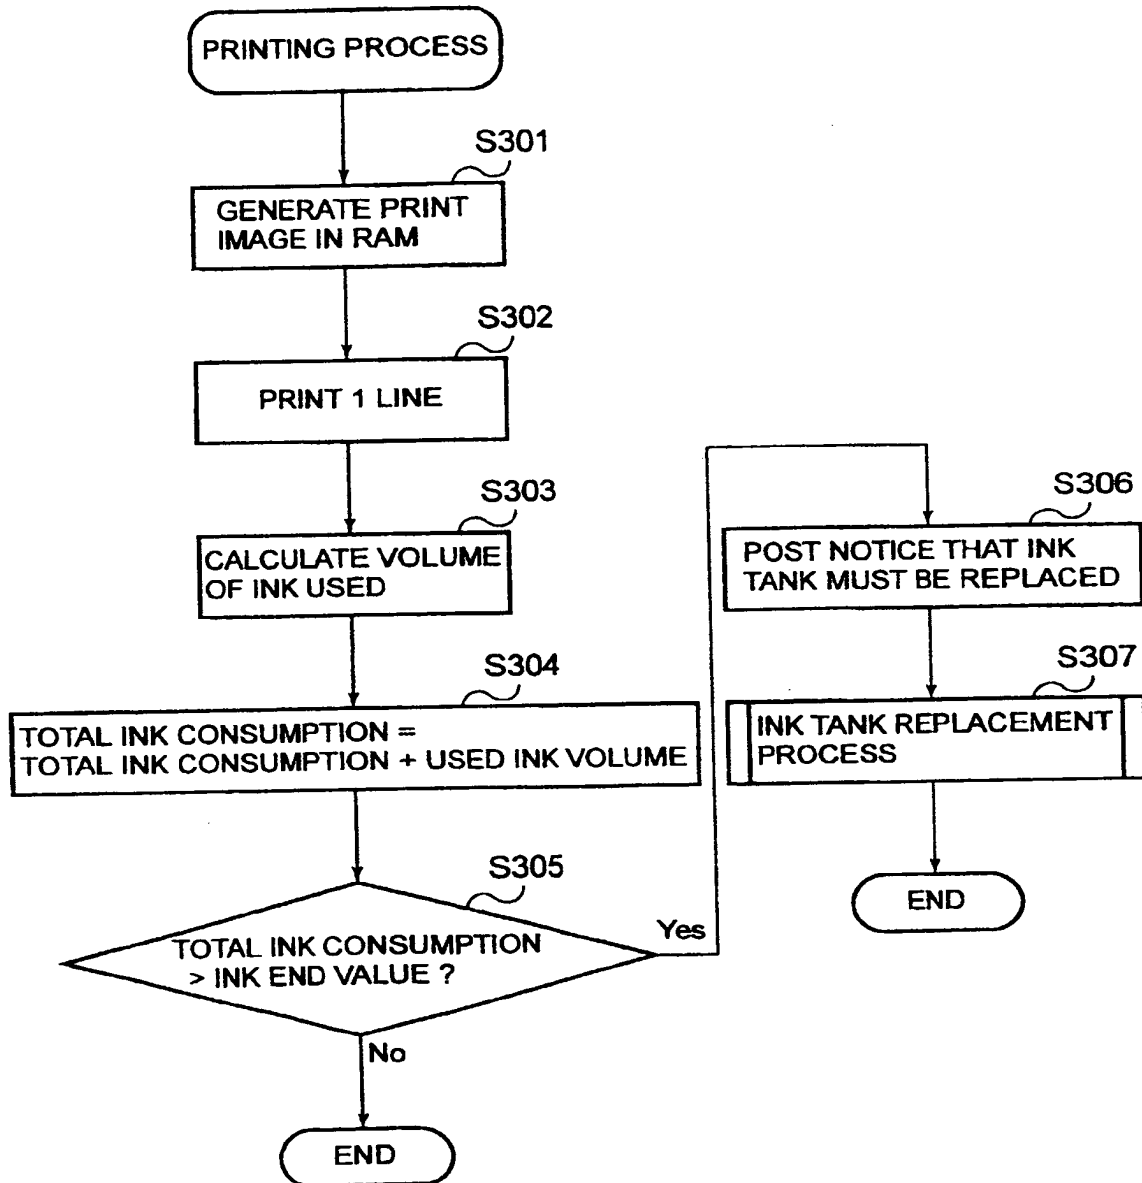 PRINTING PROCESS
S301
GENERATE PRINT
IMAGE IN RAM
S302
PRINT 1 LINE
S303
CALCULATE VOLUME
OF INK USED
S304
TOTAL INK CONSUMPTION =
TOTAL INK CONSUMPTION + USED INK VOLUME
S305
TOTAL INK CONSUMPTION
> INK END VALUE ?
Yes
No
END
S306
POST NOTICE THAT INK
TANK MUST BE REPLACED
S307
INK TANK REPLACEMENT
PROCESS
END